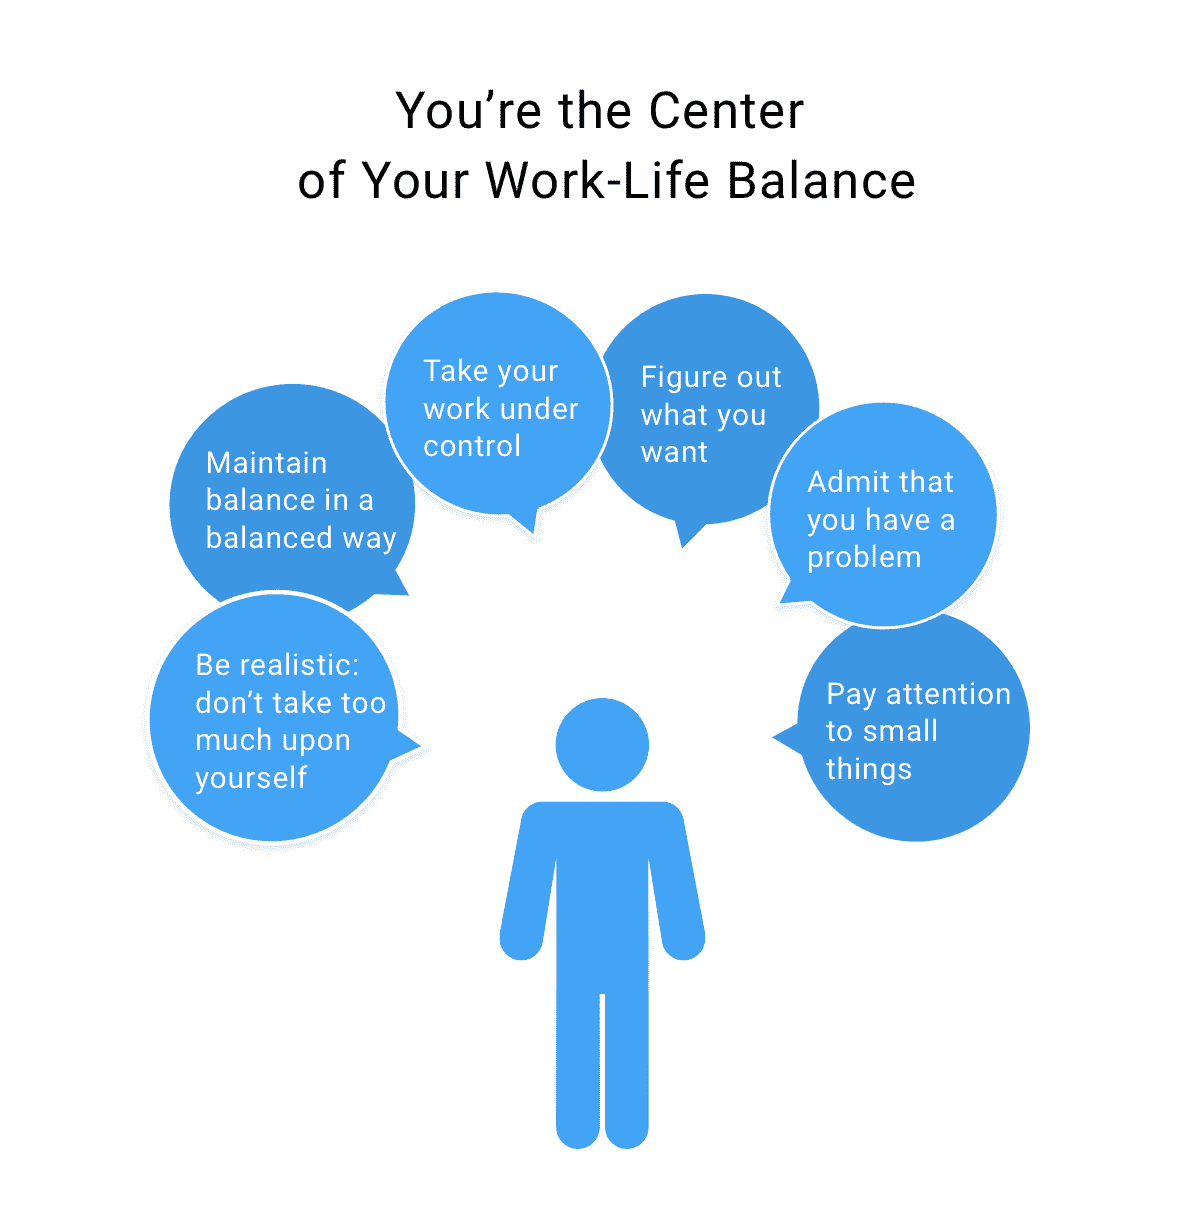 You’re the Center
of Your Work-Life Balance
Take your
work under
control
Figure out
what you
want
Maintain
balance in a
balanced way
Admit that
you have a
problem
Be realistic:
don’t take too
much upon
yourself
Pay attention
to small
things